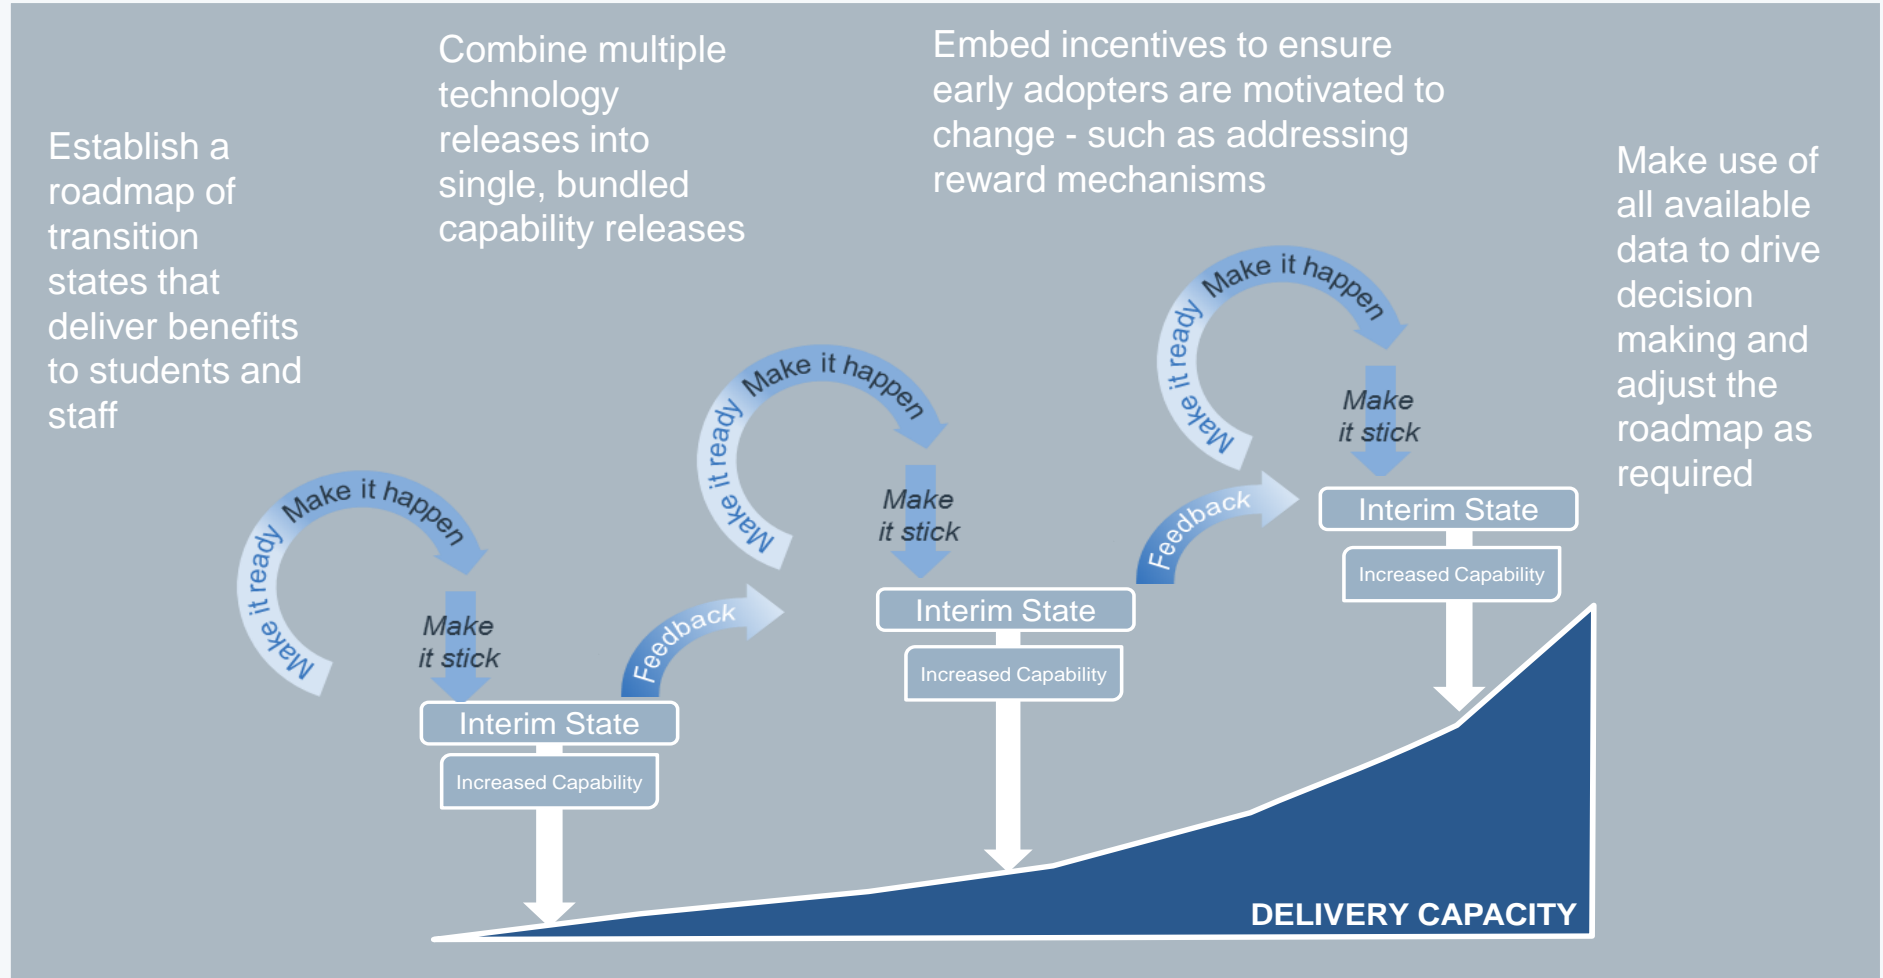 Establish a
roadmap of
transition
states that
deliver benefits
to students and
staff
Combine multiple
technology
releases into
single, bundled
capability releases
Embed incentives to ensure
early adopters are motivated to
change - such as addressing
reward mechanisms
Make use of
all available
data to drive
decision
making and
adjust the
roadmap as
required
Make it ready
Make it happen
Make
it stick
Interim State
Increased Capability
Feedback
Make it ready
Make it happen
Make
it stick
Interim State
Increased Capability
Feedback
Make it ready
Make it happen
Make
it stick
Interim State
Increased Capability
DELIVERY CAPACITY